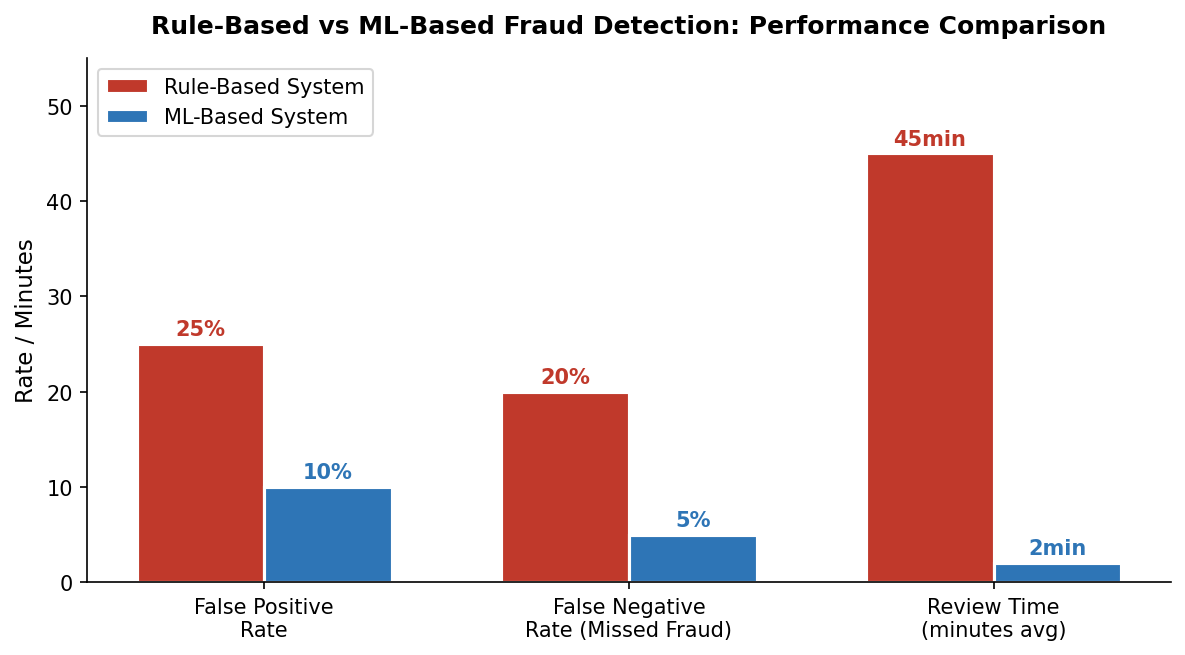 Rule-Based vs ML-Based Fraud Detection: Performance Comparison
Rule-Based System
ML-Based System
Rate / Minutes
50
40
30
20
10
0
25%
10%
20%
5%
45min
2min
False Positive
Rate
False Negative
Rate (Missed Fraud)
Review Time
(minutes avg)